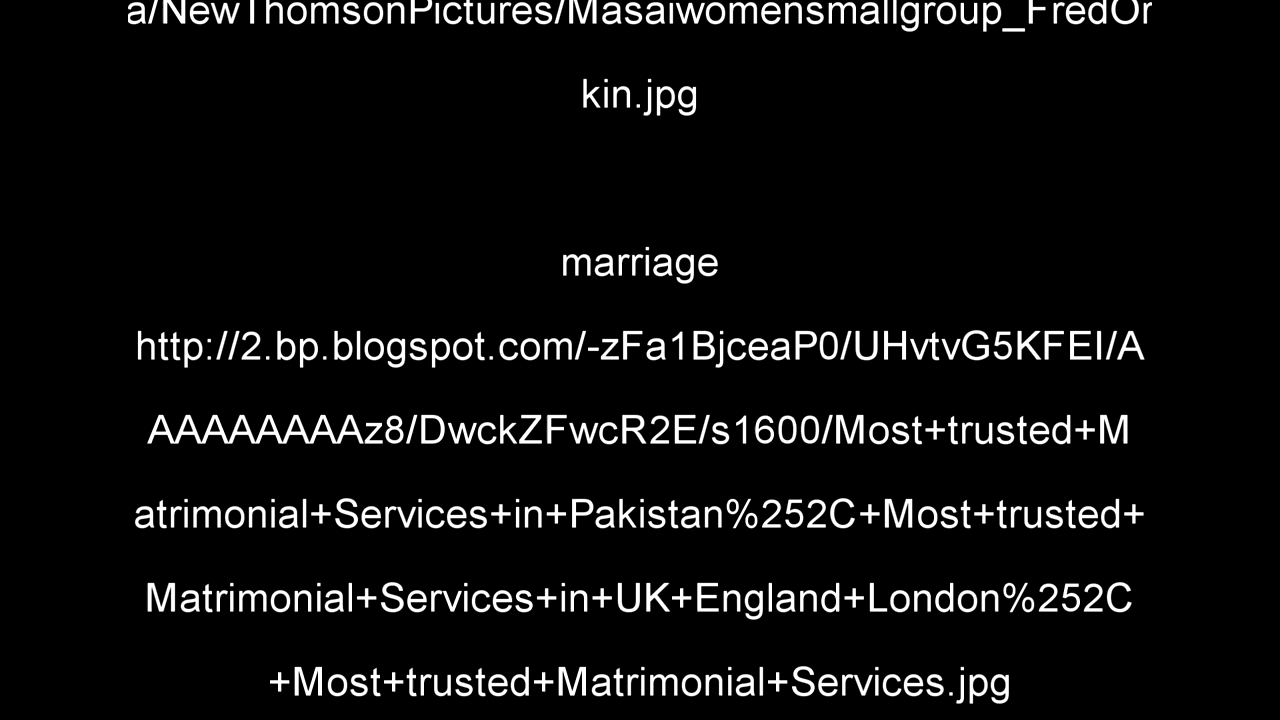 a/NewThomsonPictures/Masaiwomensmallgroup_FredOr
kin.jpg
marriage
http://2.bp.blogspot.com/-zFa1BjceaP0/UHvtvG5KFEI/A
AAAAAAAAz8/DwckZFwcR2E/s1600/Most+trusted+M
atrimonial+Services+in+Pakistan%252C+Most+trusted+
Matrimonial+Services+in+UK+England+London%252C
+Most+trusted+Matrimonial+Services.jpg